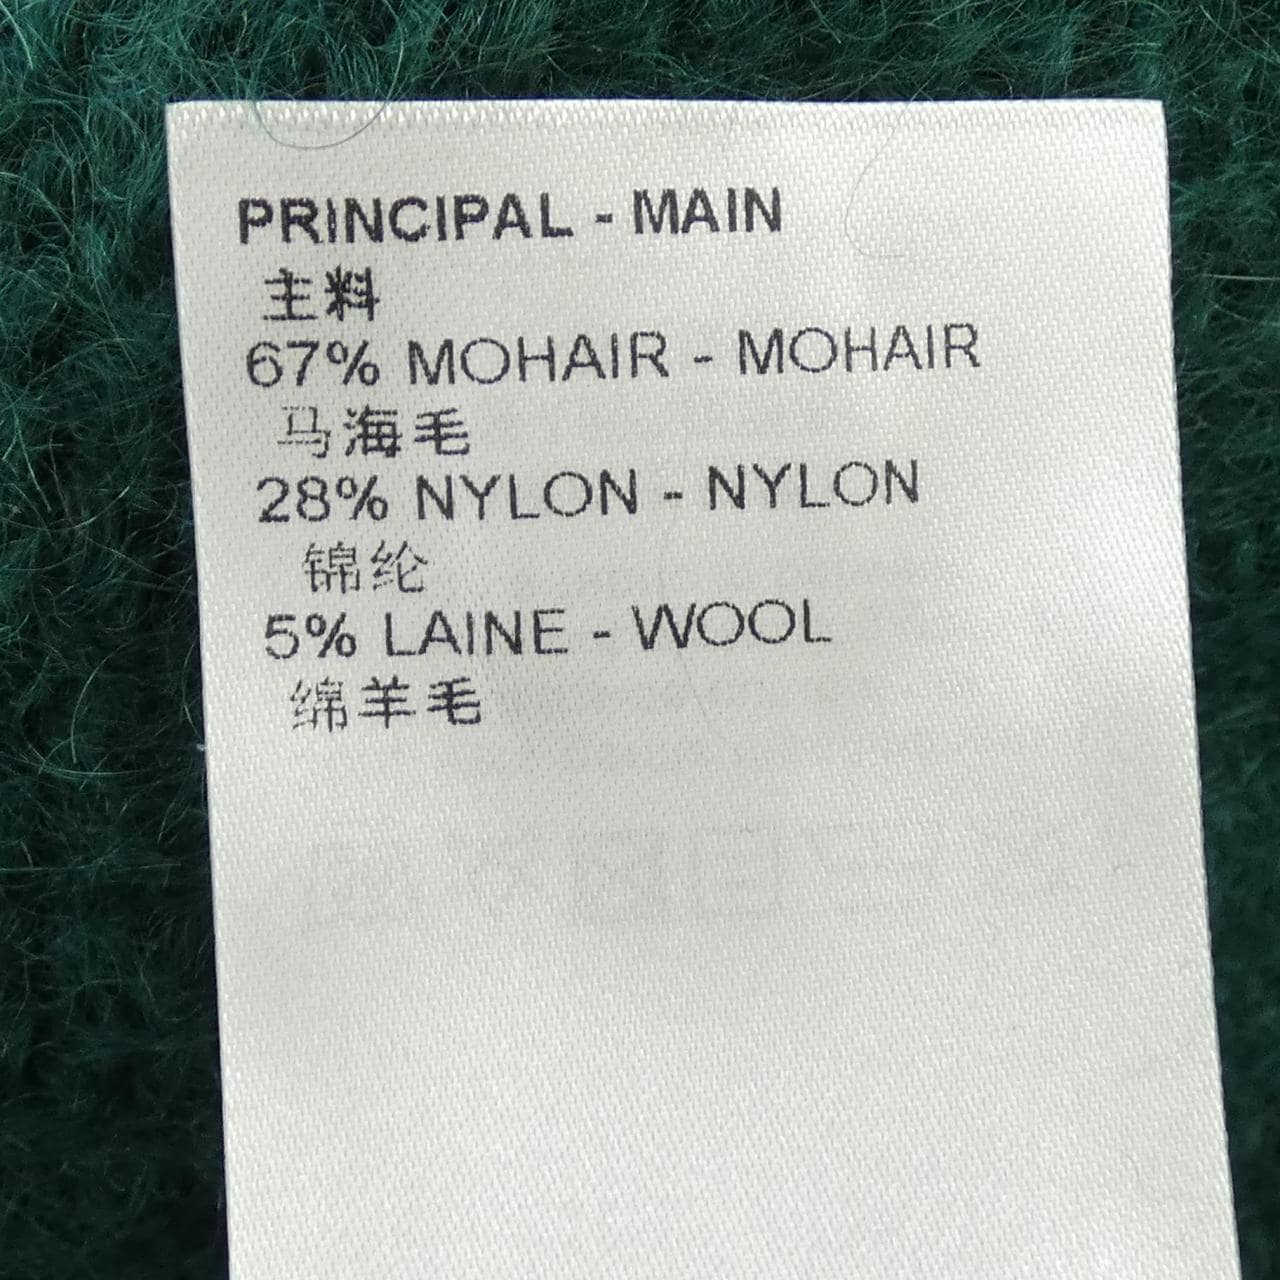 PRINCIPAL - MAIN
主料
67% MOHAIR - MOHAIR
马海毛
28% NYLON - NYLON
锦纶
5% LAINE - WOOL
绵羊毛